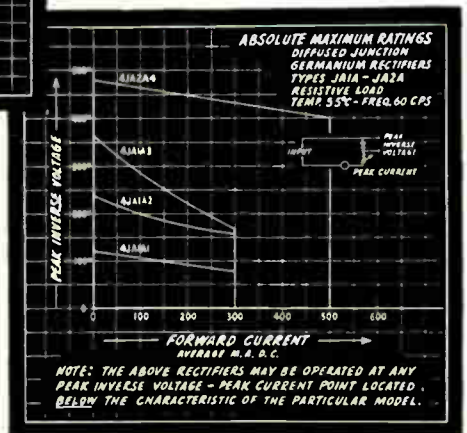 ABSOLUTE MAXIMUM RATINGS
DIFFUSED JUNCTION
GERMANIUM RECTIFIERS
TYPES JA1A - JA2A
RESISTIVE LOAD
TEMP. 55°C - FREQ. 60 CPS
4JA2A4
PEAK INVERSE VOLTAGE
INPUT
PEAK
INVERSE
VOLTAGE
PEAK CURRENT
4JA1A3
4JA1A2
4JA1A1
0 100 200 300 400 500 600
FORWARD CURRENT
AVERAGE M.A. D.C.
NOTE: THE ABOVE RECTIFIERS MAY BE OPERATED AT ANY
PEAK INVERSE VOLTAGE - PEAK CURRENT POINT LOCATED
BELOW THE CHARACTERISTIC OF THE PARTICULAR MODEL.